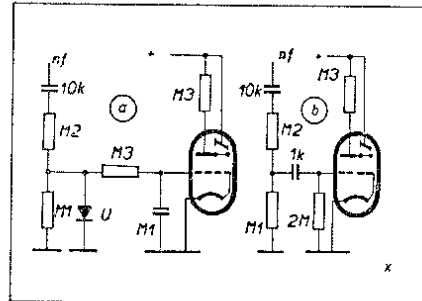 nf + nf +
10k a M3 10k b M3
M2 M2
M3 1k
M1 U M1 M1 2M
x